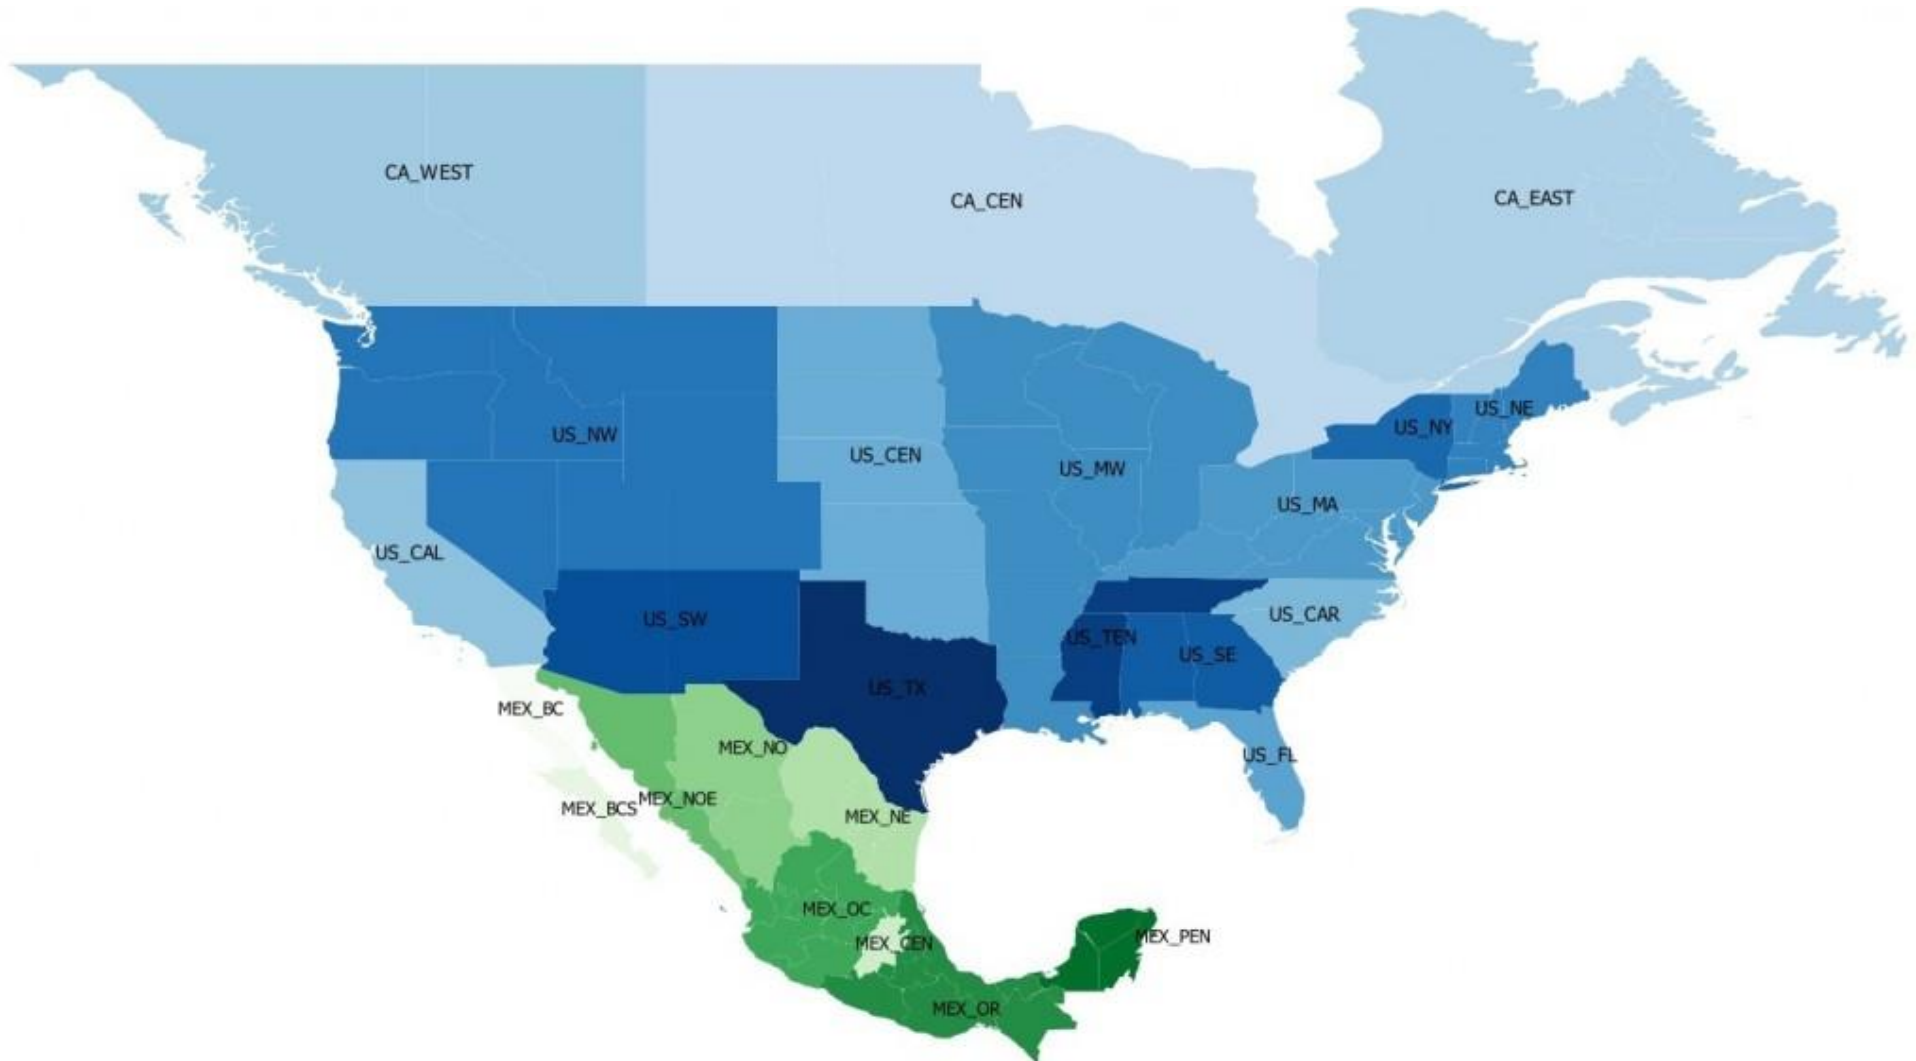 CA_WEST
CA_CEN
CA_EAST
US_NE
US_NY
US_NW
US_CEN
US_MW
US_MA
US_CAL
US_CAR
US_SW
US_TEN
US_SE
US_TX
MEX_BC
MEX_NO
US_FL
MEX_NOE
MEX_BCS
MEX_NE
MEX_OC
MEX_PEN
MEX_CEN
MEX_OR